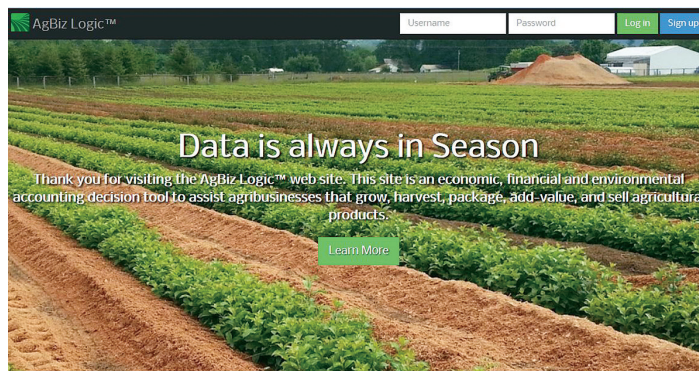 AgBiz Logic™ Username Password Log in Sign up
Data is always in Season
Thank you for visiting the AgBiz Logic™ web site. This site is an economic, financial and environmental
accounting decision tool to assist agribusinesses that grow, harvest, package, add-value, and sell agricultura
products.
Learn More